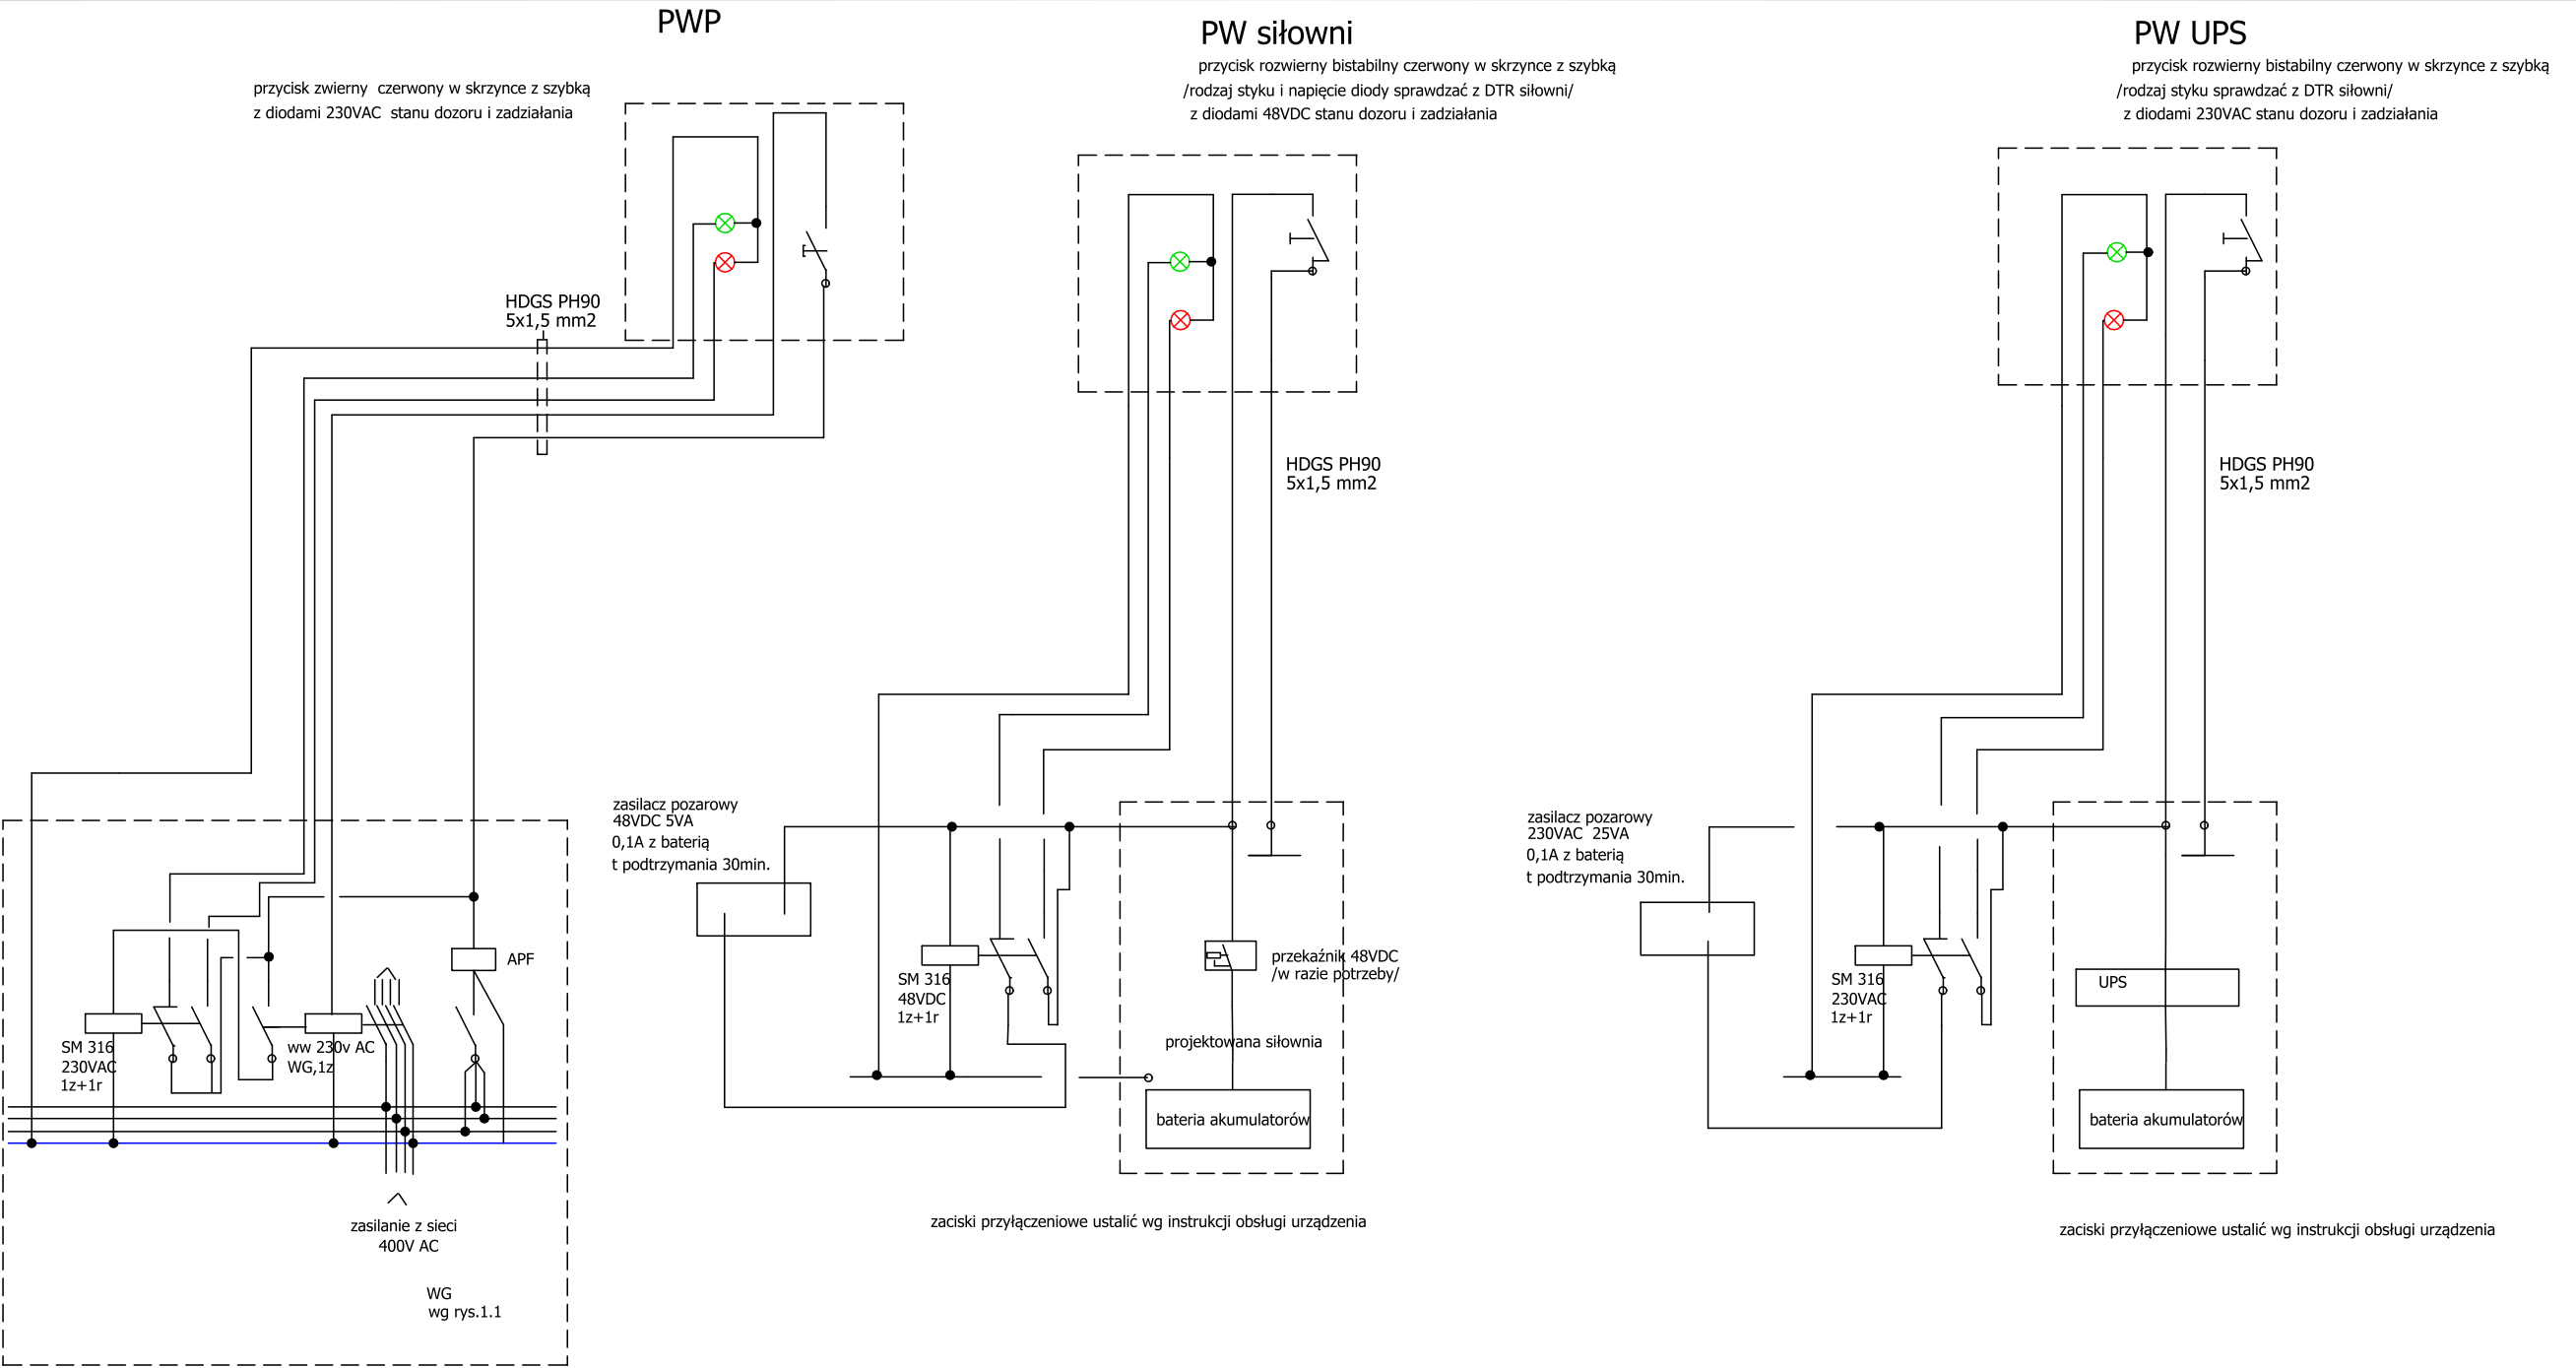 PWP
przycisk zwierny  czerwony w skrzynce z szybką
z diodami 230VAC  stanu dozoru i zadziałania
HDGS PH90
5x1,5 mm2
SM 316
230VAC
1z+1r
ww 230v AC
WG,1z
APF
zasilanie z sieci
400V AC
WG
wg rys.1.1
PW siłowni
przycisk rozwierny bistabilny czerwony w skrzynce z szybką
/rodzaj styku i napięcie diody sprawdzać z DTR siłowni/
z diodami 48VDC stanu dozoru i zadziałania
HDGS PH90
5x1,5 mm2
zasilacz pozarowy
48VDC 5VA
0,1A z baterią
t podtrzymania 30min.
SM 316
48VDC
1z+1r
przekaźnik 48VDC
/w razie potrzeby/
projektowana siłownia
bateria akumulatorów
zaciski przyłączeniowe ustalić wg instrukcji obsługi urządzenia
PW UPS
przycisk rozwierny bistabilny czerwony w skrzynce z szybką
/rodzaj styku sprawdzać z DTR siłowni/
z diodami 230VAC stanu dozoru i zadziałania
HDGS PH90
5x1,5 mm2
zasilacz pozarowy
230VAC  25VA
0,1A z baterią
t podtrzymania 30min.
SM 316
230VAC
1z+1r
UPS
bateria akumulatorów
zaciski przyłączeniowe ustalić wg instrukcji obsługi urządzenia